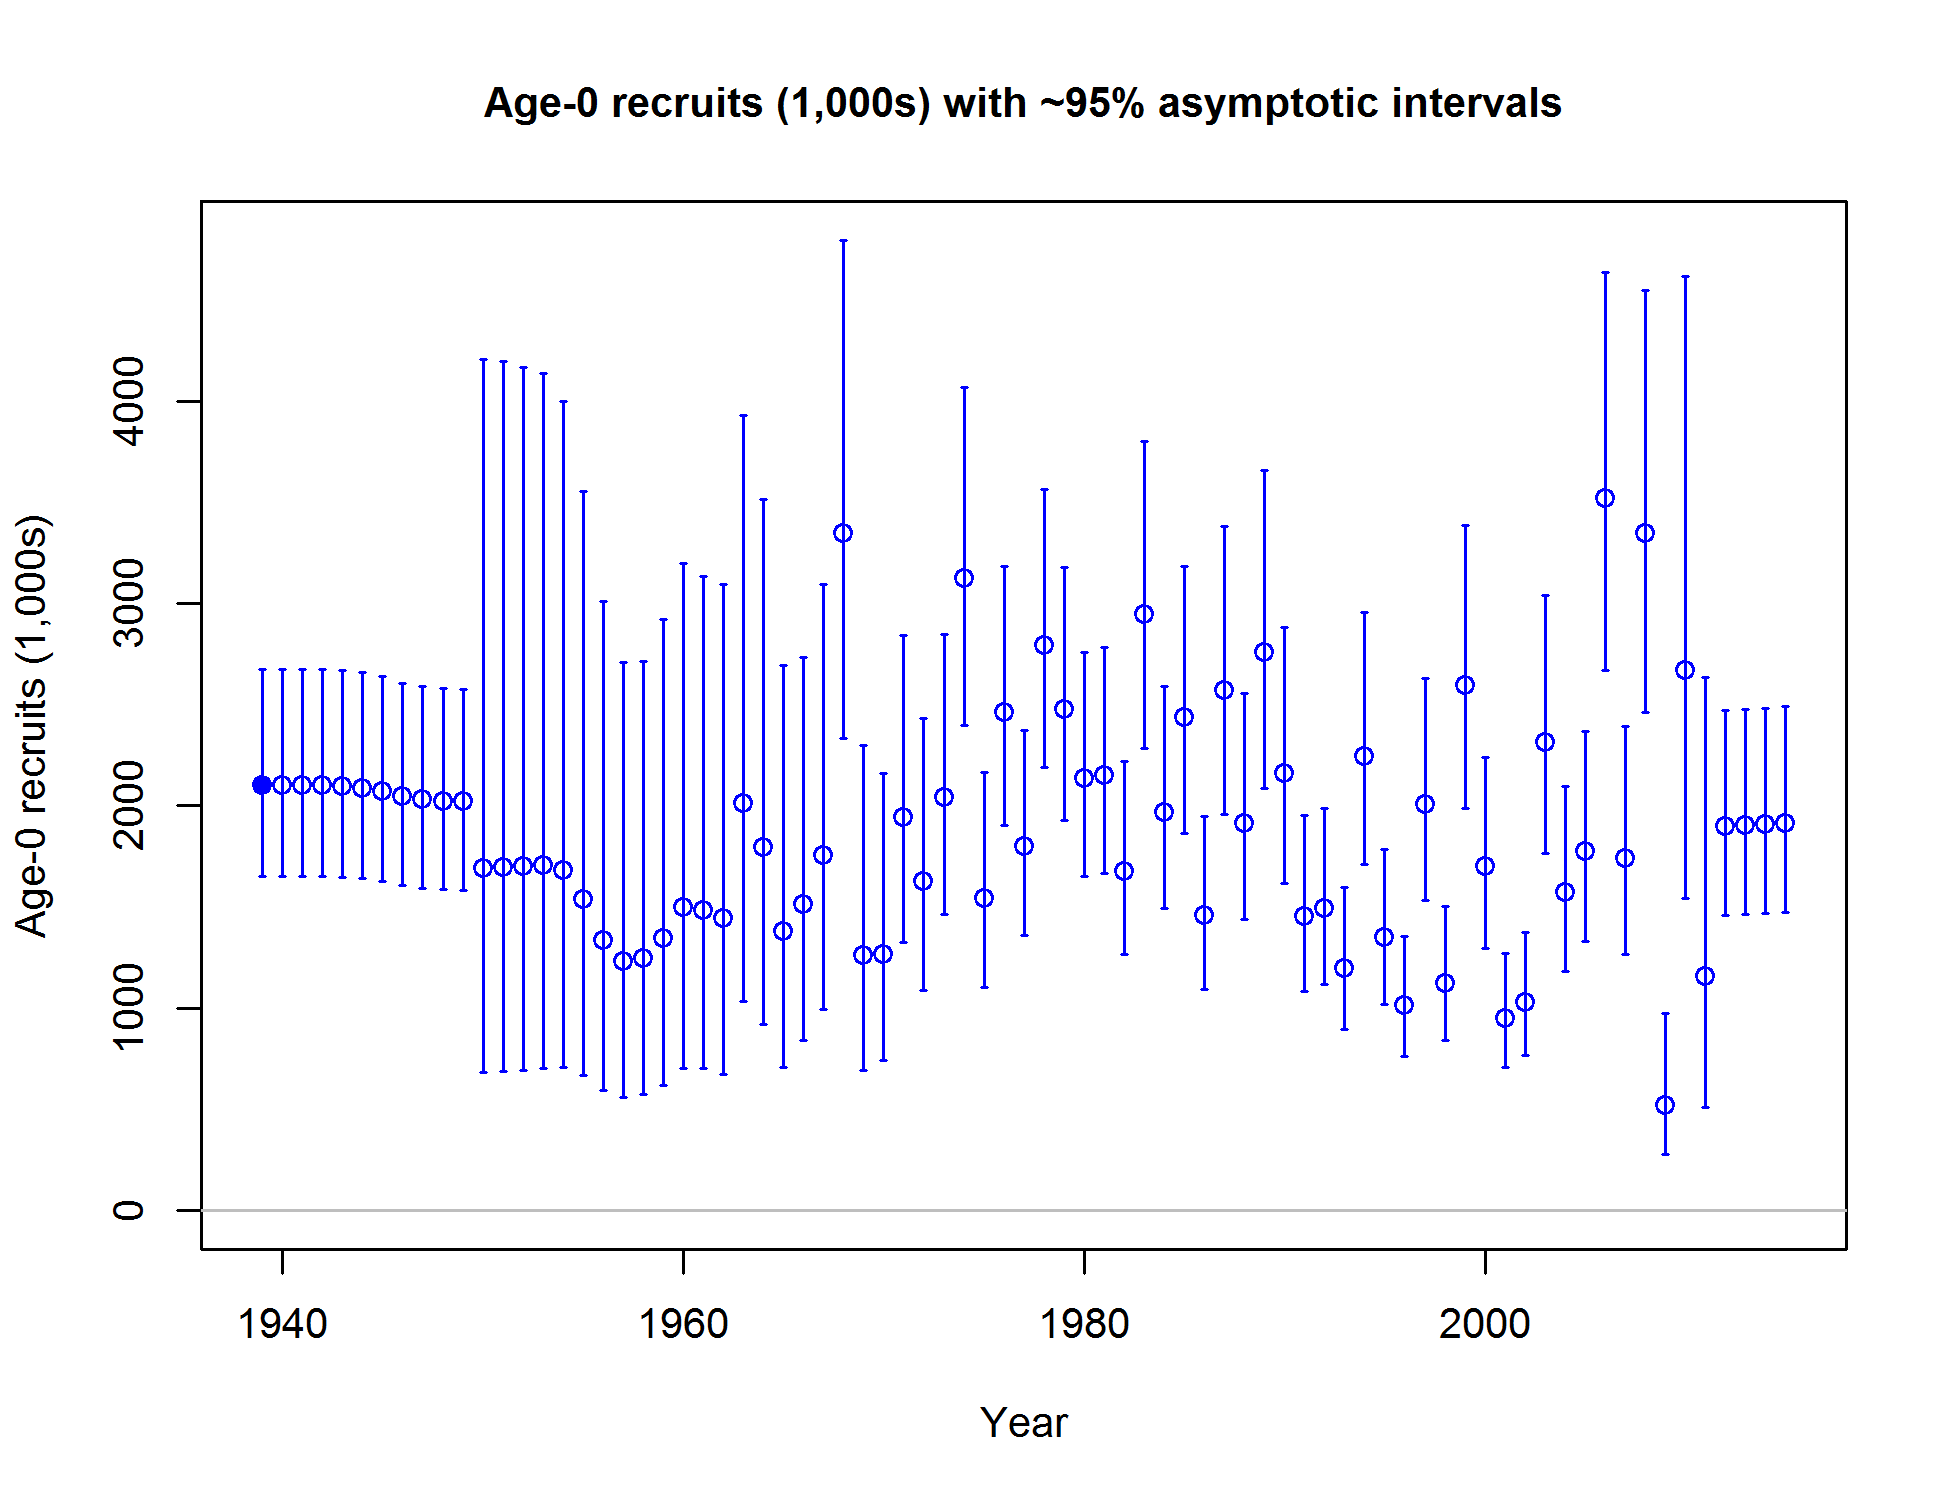 Age-0 recruits (1,000s) with ~95% asymptotic intervals
Age-0 recruits (1,000s)
4000
3000
2000
1000
0
1940 1960 1980 2000
Year